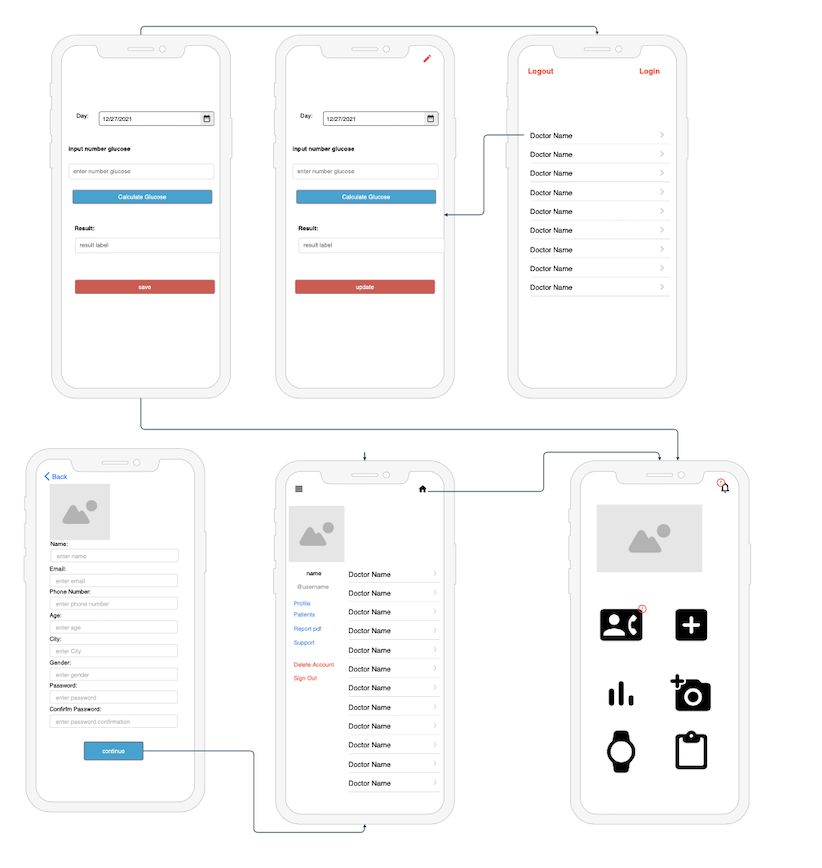 Day:
12/27/2021
Input number glucose
enter number glucose
Calculate Glucose
Result:
result label
save
Day:
12/27/2021
Input number glucose
enter number glucose
Calculate Glucose
Result:
result label
update
Logout
Login
Doctor Name
Doctor Name
Doctor Name
Doctor Name
Doctor Name
Doctor Name
Doctor Name
Doctor Name
Doctor Name
Back
Name:
enter name
Email:
enter email
Phone Number:
enter phone number
Age:
enter age
City:
enter City
Gender:
enter gender
Password:
enter password
Confirfm Password:
enter password confirmation
continue
name
@username
Profile
Patients
Report pdf
Support
Delete Account
Sign Out
Doctor Name
Doctor Name
Doctor Name
Doctor Name
Doctor Name
Doctor Name
Doctor Name
Doctor Name
Doctor Name
Doctor Name
Doctor Name
Doctor Name